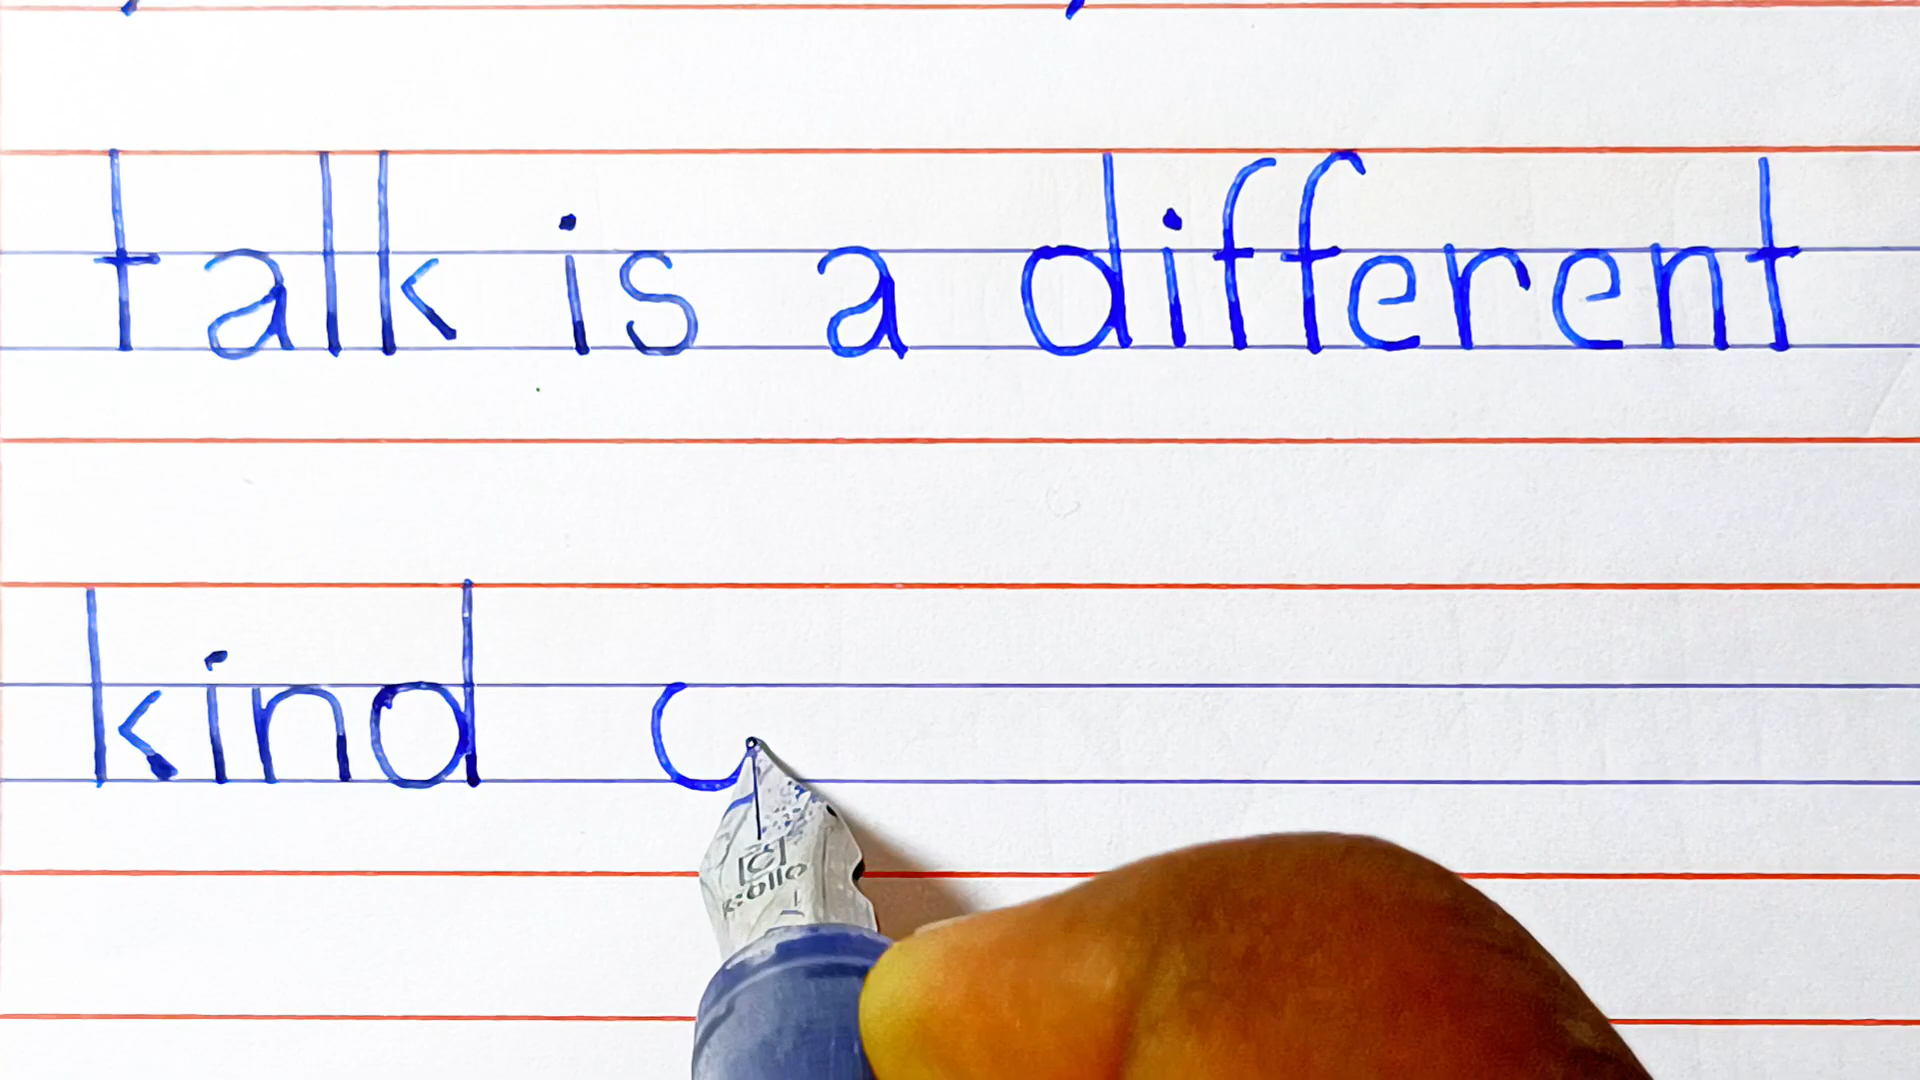 talk is a different
kind